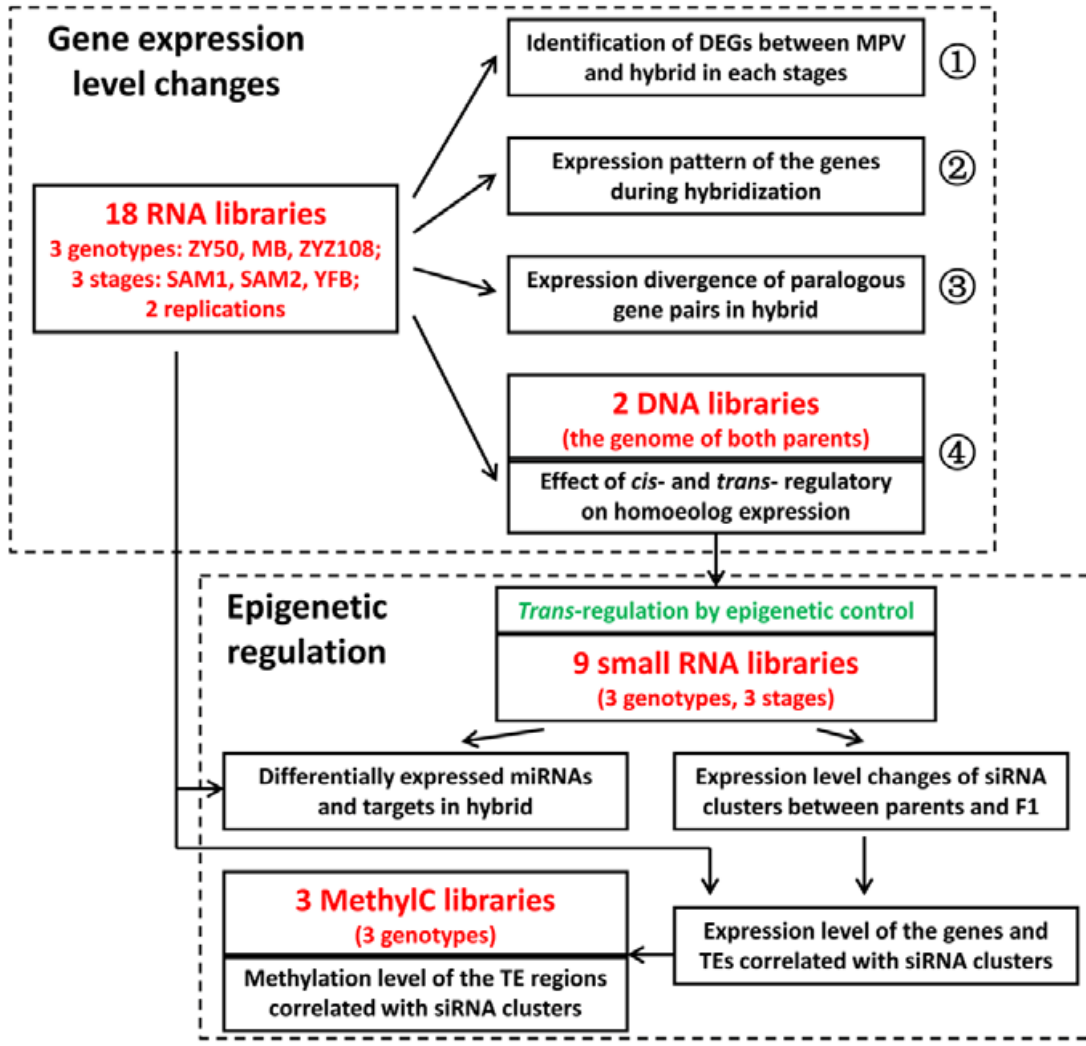 Gene expression
level changes
Identification of DEGs between MPV
and hybrid in each stages
①
Expression pattern of the genes
during hybridization
②
18 RNA libraries
3 genotypes: ZY50, MB, ZYZ108;
3 stages: SAM1, SAM2, YFB;
2 replications
Expression divergence of paralogous
gene pairs in hybrid
③
2 DNA libraries
(the genome of both parents)
Effect of cis- and trans- regulatory
on homoeolog expression
④
Epigenetic
regulation
Trans-regulation by epigenetic control
9 small RNA libraries
(3 genotypes, 3 stages)
Differentially expressed miRNAs
and targets in hybrid
Expression level changes of siRNA
clusters between parents and F1
3 MethylC libraries
(3 genotypes)
Methylation level of the TE regions
correlated with siRNA clusters
Expression level of the genes and
TEs correlated with siRNA clusters